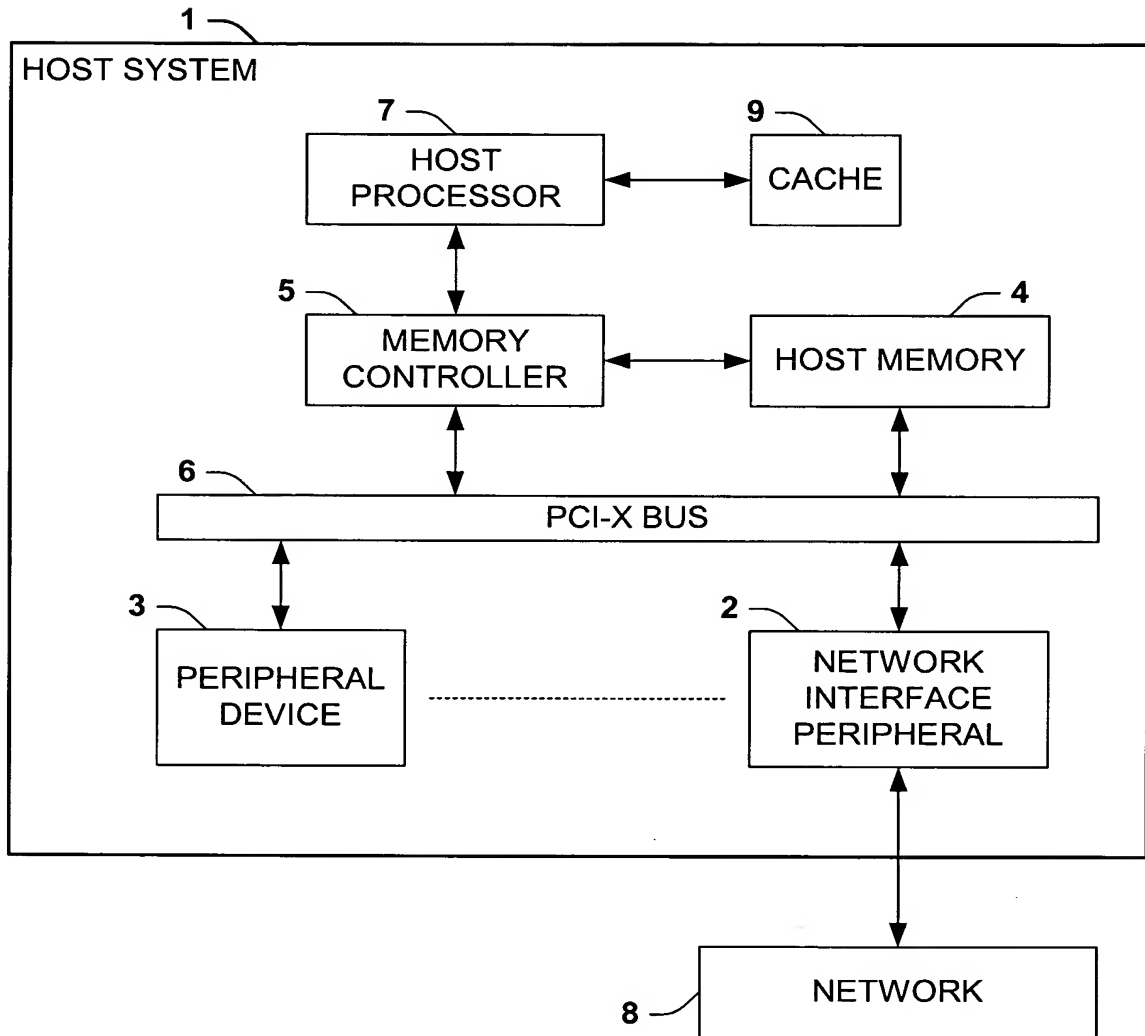 1
HOST SYSTEM
7
9
HOST
PROCESSOR
CACHE
5
4
MEMORY
CONTROLLER
HOST MEMORY
6
PCI-X BUS
3
2
PERIPHERAL
DEVICE
NETWORK
INTERFACE
PERIPHERAL
NETWORK
8